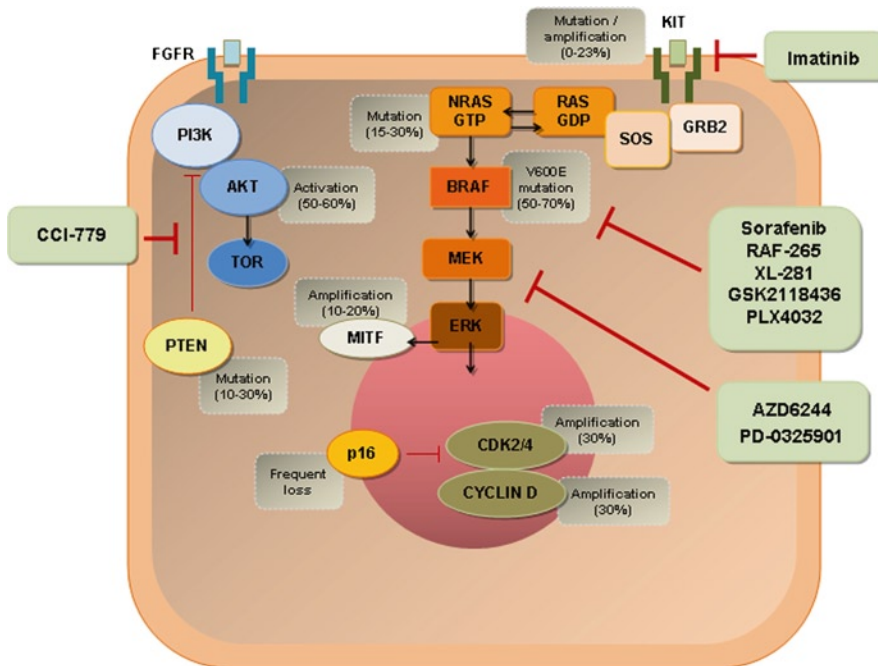 Mutation /
amplification
(0-23%)
KIT
FGFR
Imatinib
NRAS
GTP
RAS
GDP
Mutation
(15-30%)
SOS
GRB2
PI3K
AKT
Activation
(50-60%)
BRAF
V600E
mutation
(50-70%)
CCI-779
TOR
MEK
Sorafenib
RAF-265
XL-281
GSK2118436
PLX4032
Amplification
(10-20%)
MITF
ERK
PTEN
Mutation
(10-30%)
AZD6244
PD-0325901
p16
Frequent
loss
CDK2/4
Amplification
(30%)
CYCLIN D
Amplification
(30%)